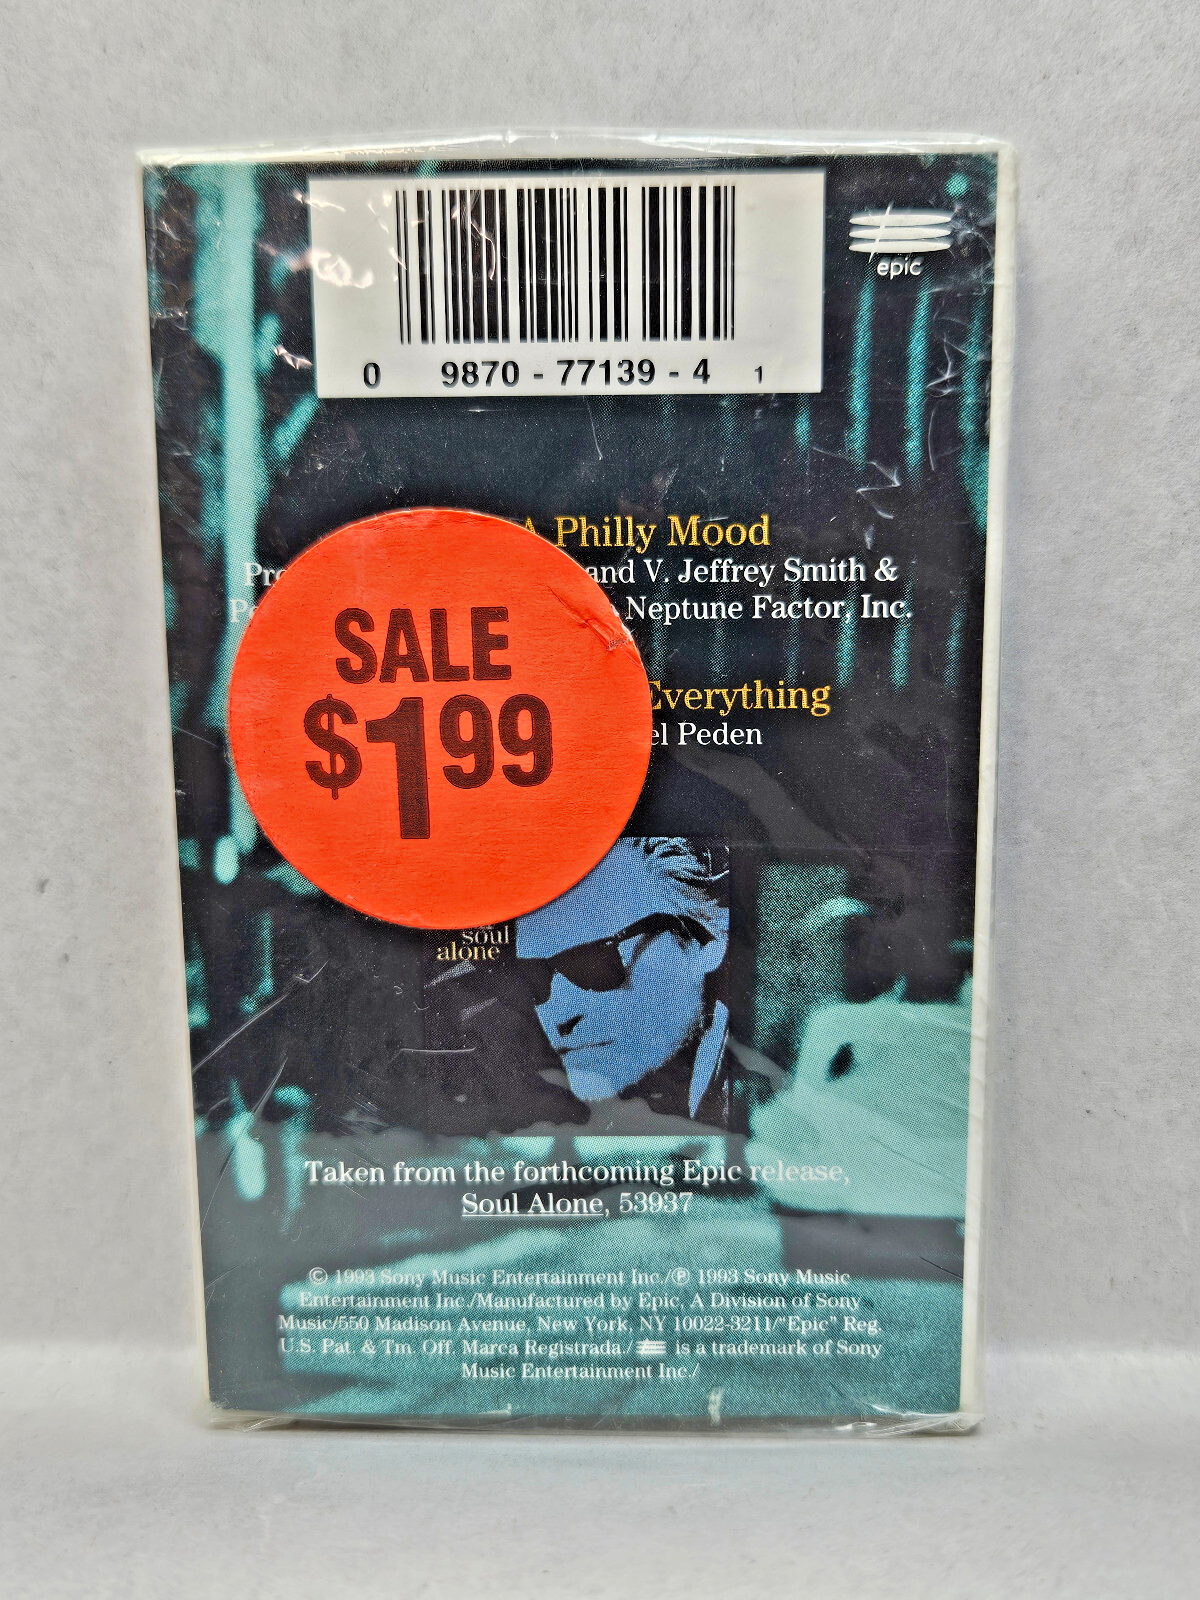 0 9870 - 77139 - 4 1
epic
A Philly Mood
and V. Jeffrey Smith &
Neptune Factor, Inc.
Everything
Peden
SALE
$1.99
soul
alone
Taken from the forthcoming Epic release,
Soul Alone, 53937
© 1993 Sony Music Entertainment Inc./℗ 1993 Sony Music
Entertainment Inc./Manufactured by Epic, A Division of Sony
Music/550 Madison Avenue, New York, NY 10022-3211/"Epic" Reg.
U.S. Pat. & Tm. Off. Marca Registrada./ is a trademark of Sony
Music Entertainment Inc./